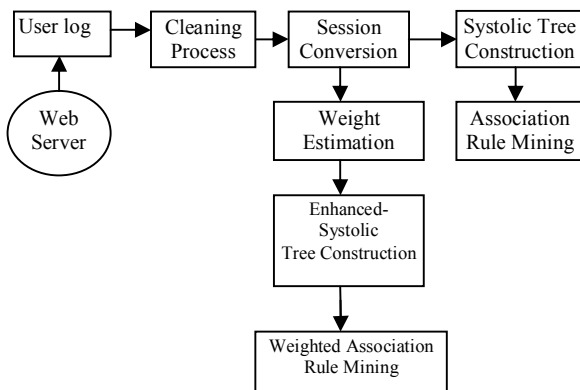 User log
Cleaning
Process
Session
Conversion
Systolic Tree
Construction
Web
Server
Weight
Estimation
Association
Rule Mining
Enhanced-
Systolic
Tree Construction
Weighted Association
Rule Mining